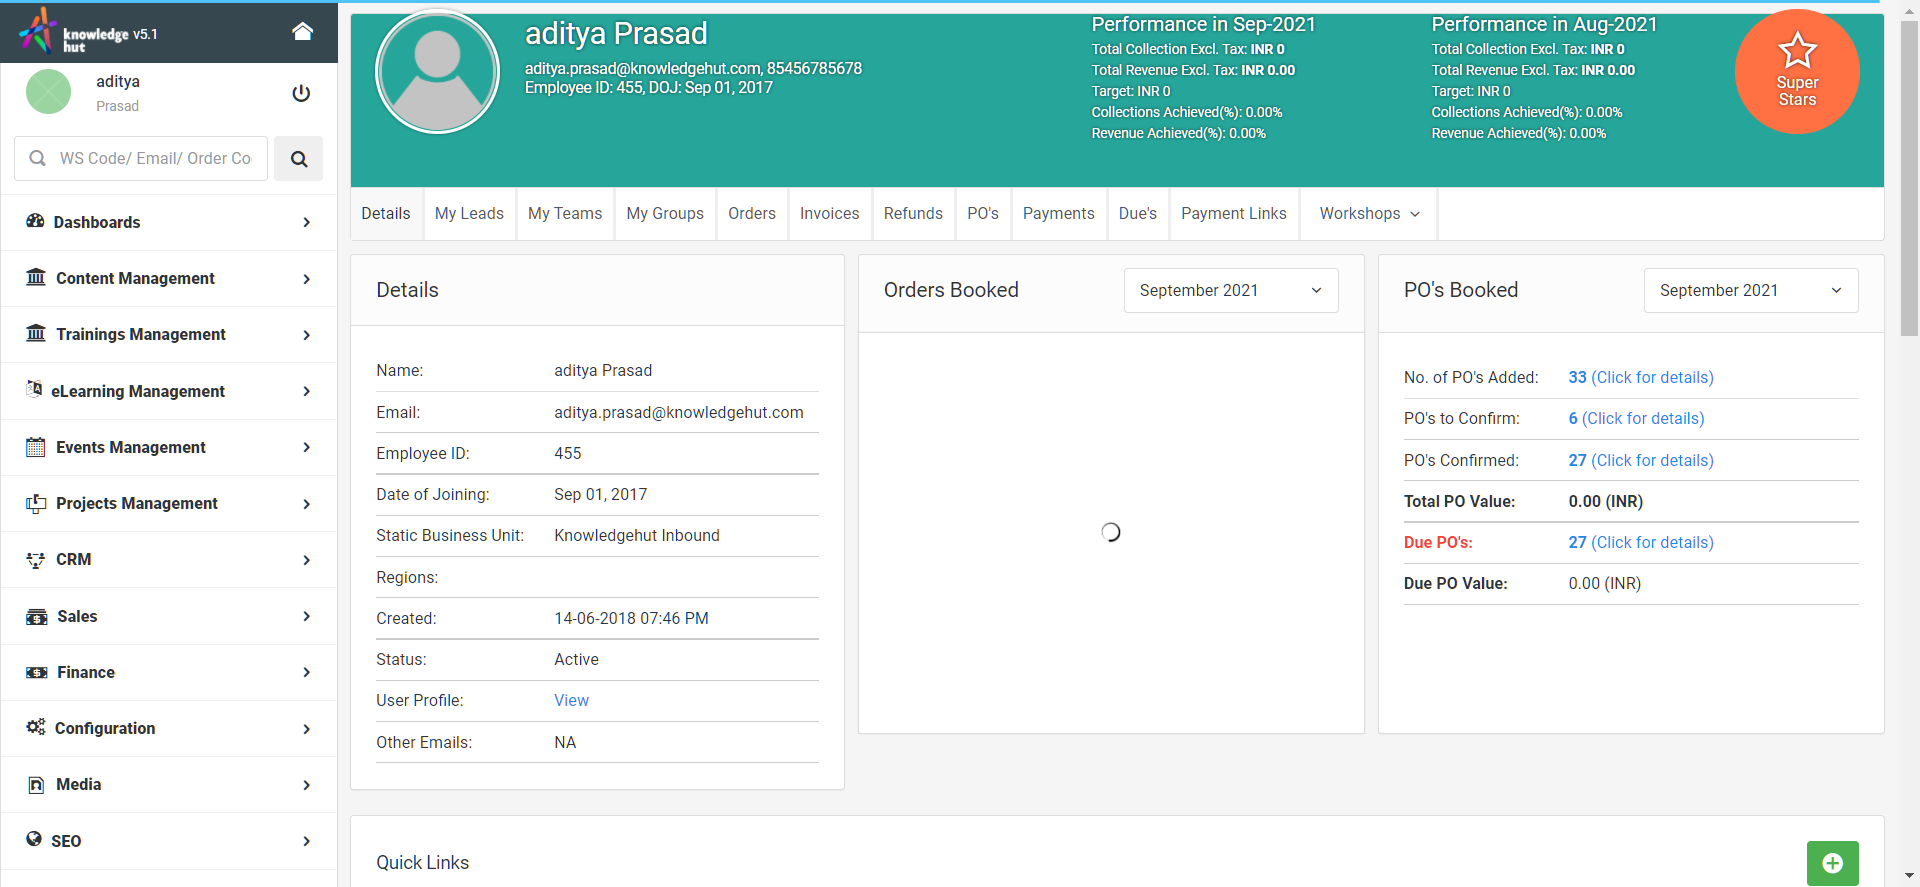 knowledge
hut
v5.1
aditya
Prasad
WS Code/ Email/ Order Co
Dashboards
Content Management
Trainings Management
eLearning Management
Events Management
Projects Management
CRM
Sales
Finance
Configuration
Media
SEO
aditya Prasad
aditya.prasad@knowledgehut.com, 85456785678
Employee ID: 455, DOJ: Sep 01, 2017
Performance in Sep-2021
Total Collection Excl. Tax: INR 0
Total Revenue Excl. Tax: INR 0.00
Target: INR 0
Collections Achieved(%): 0.00%
Revenue Achieved(%): 0.00%
Performance in Aug-2021
Total Collection Excl. Tax: INR 0
Total Revenue Excl. Tax: INR 0.00
Target: INR 0
Collections Achieved(%): 0.00%
Revenue Achieved(%): 0.00%
Super
Stars
Details My Leads My Teams My Groups Orders Invoices Refunds PO's Payments Due's Payment Links Workshops
Details
Name: aditya Prasad
Email: aditya.prasad@knowledgehut.com
Employee ID: 455
Date of Joining: Sep 01, 2017
Static Business Unit: Knowledgehut Inbound
Regions:
Created: 14-06-2018 07:46 PM
Status: Active
User Profile: View
Other Emails: NA
Orders Booked September 2021
PO's Booked September 2021
No. of PO's Added: 33 (Click for details)
PO's to Confirm: 6 (Click for details)
PO's Confirmed: 27 (Click for details)
Total PO Value: 0.00 (INR)
Due PO's: 27 (Click for details)
Due PO Value: 0.00 (INR)
Quick Links